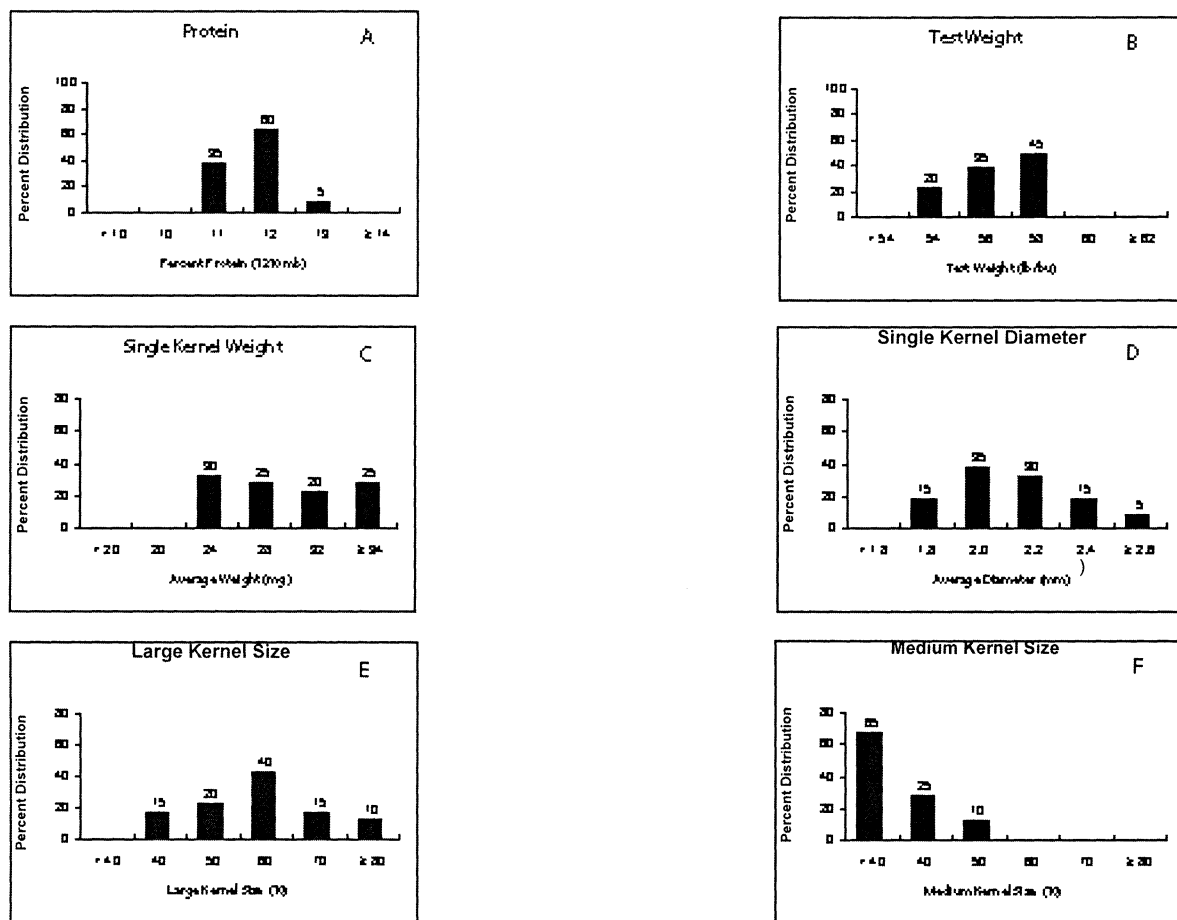 Protein A
Percent Distribution
100
80
60
40
20
0
35
60
5
< 10 10 11 12 13 ≥ 14
Percent Protein (12% mb)
Test Weight B
Percent Distribution
100
80
60
40
20
0
20
35
45
< 54 54 56 58 60 ≥ 62
Test Weight (lb/bu)
Single Kernel Weight C
Percent Distribution
80
60
40
20
0
30
25
20
25
< 20 20 24 28 32
Average Weight (mg)
Single Kernel Diameter D
Percent Distribution
80
60
40
20
0
15
35
30
15
5
< 1.8 1.8 2.0 2.2 2.4
Average Diameter (mm)
)
Large Kernel Size E
Percent Distribution
80
60
40
20
0
15
20
40
15
10
< 40 40 50 60 70 ≥ 80
Large Kernel Size (%)
Medium Kernel Size F
Percent Distribution
80
60
40
20
0
65
25
10
< 40 40 50 60 70 ≥ 80
Medium Kernel Size (%)